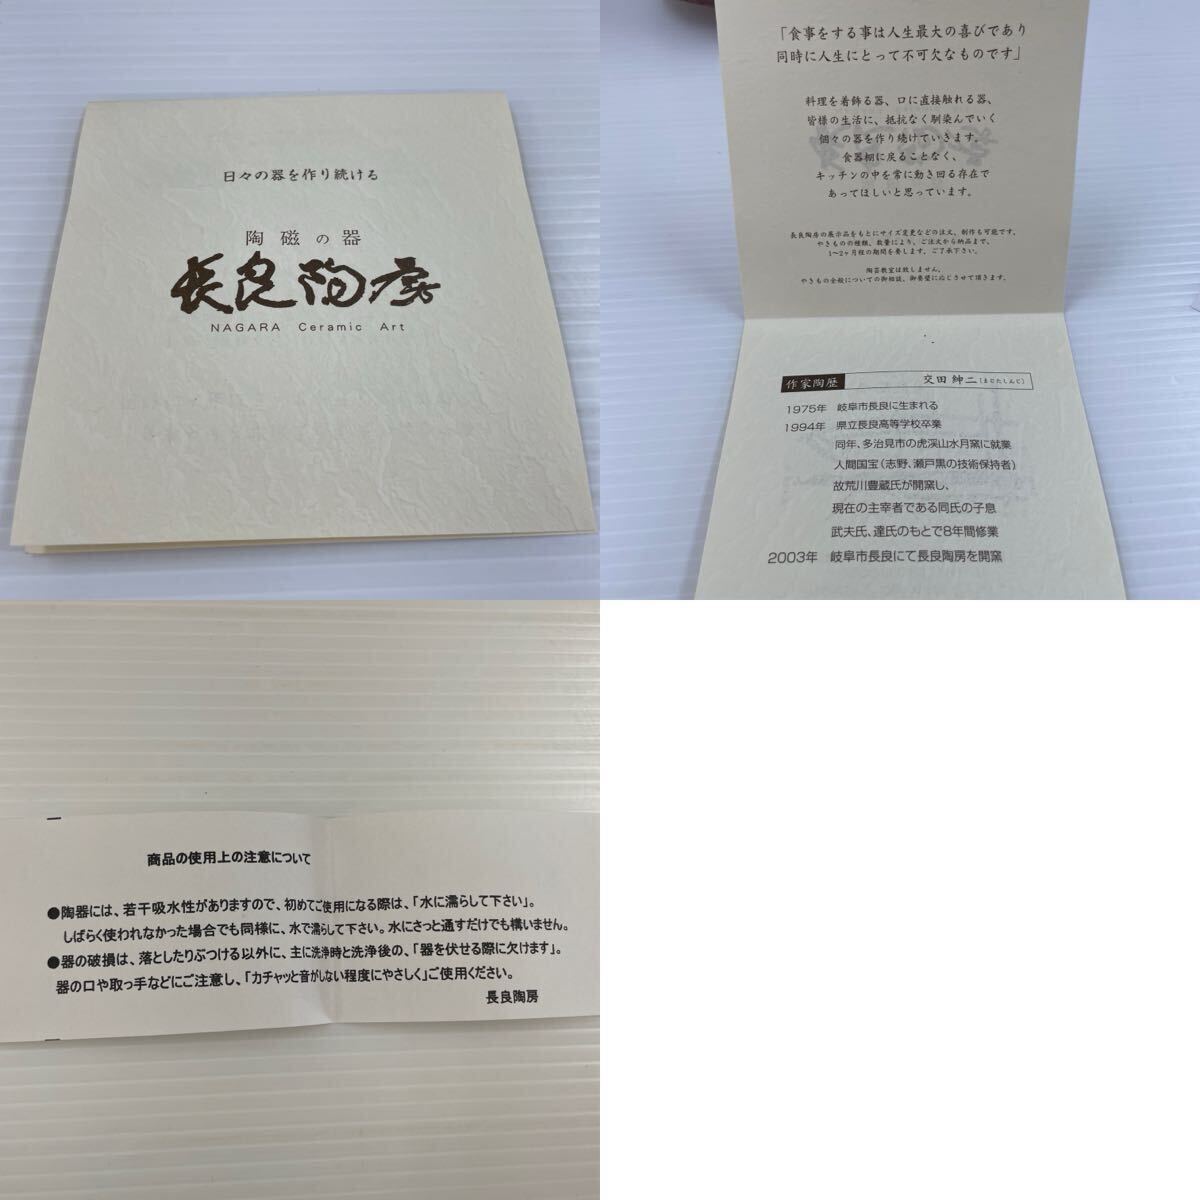 日々の器を作り続ける
陶磁の器
長良陶房
NAGARA Ceramic Art
「食事をする事は人生最大の喜びであり
同時に人生にとって不可欠なものです」
料理を着飾る器、口に直接触れる器、
皆様の生活に、抵抗なく馴染んでいく
個々の器を作り続けていきます。
食器棚に戻ることなく、
キッチンの中を常に動き回る存在で
あってほしいと思っています。
長良陶房の展示品をもとにサイズ変更などの注文、制作も可能です。
やきものの種類、数量により、ご注文から納品まで、
1〜2ヶ月程の期間を要します。ご了承下さい。
陶芸教室は致しません。
やきもの全般についての御相談、御要望に応じさせて頂きます。
作家陶歴 交田紳二(まじたしんじ)
1975年 岐阜市長良に生まれる
1994年 県立長良高等学校卒業
同年、多治見市の虎渓山水月窯に就業
人間国宝(志野、瀬戸黒の技術保持者)
故荒川豊蔵氏が開窯し、
現在の主宰者である同氏の子息
武夫氏、達氏のもとで8年間修業
2003年 岐阜市長良にて長良陶房を開窯
商品の使用上の注意について
●陶器には、若干吸水性がありますので、初めてご使用になる際は、「水に濡らして下さい」。
しばらく使われなかった場合でも同様に、水で濡らして下さい。水にさっと通すだけでも構いません。
●器の破損は、落としたりぶつける以外に、主に洗浄時と洗浄後の、「器を伏せる際に欠けます」。
器の口や取っ手などにご注意し、「カチャッと音がしない程度にやさしく」ご使用ください。
長良陶房